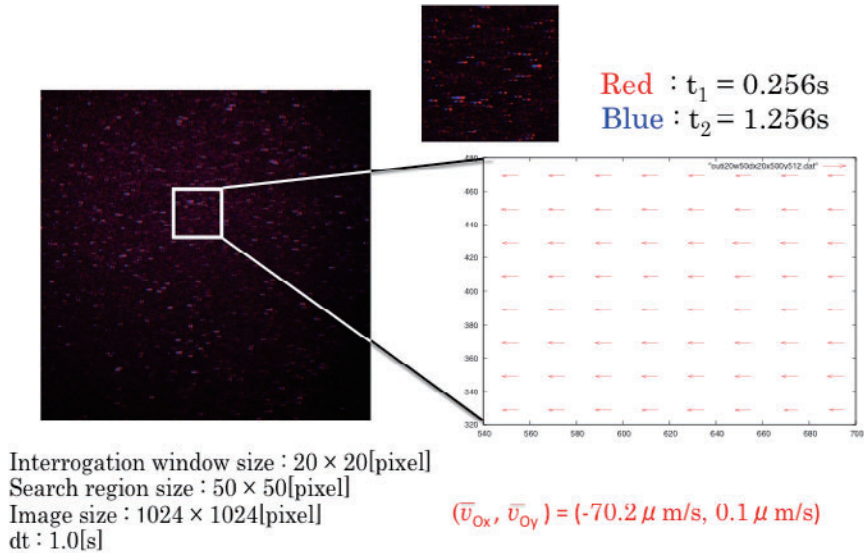 Red : t1 = 0.256s
Blue : t2 = 1.256s
"out20w50dx20x500y512.dat"
480
460
440
420
400
380
360
340
320
540 560 580 600 620 640 660 680 700
Interrogation window size : 20 × 20[pixel]
Search region size : 50 × 50[pixel]
Image size : 1024 × 1024[pixel]
dt : 1.0[s]
(v̅Ox, v̅Oy) = (-70.2 μ m/s, 0.1 μ m/s)